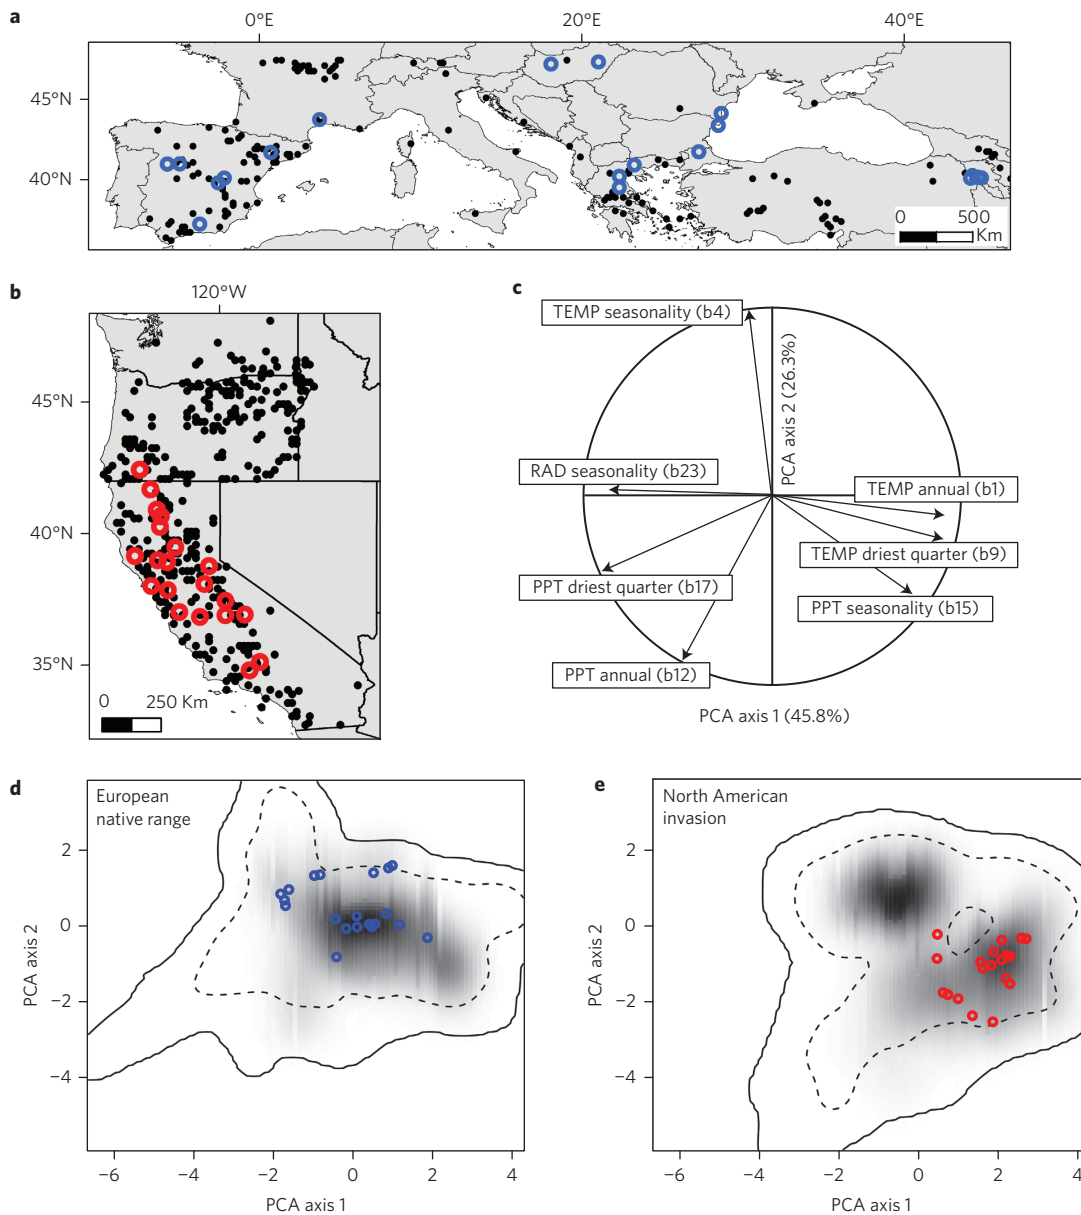 a
0°E 20°E 40°E
45°N
40°N
0 500
Km
b
120°W
45°N
40°N
35°N
0 250 Km
c
TEMP seasonality (b4)
PCA axis 2 (26.3%)
RAD seasonality (b23)
TEMP annual (b1)
TEMP driest quarter (b9)
PPT driest quarter (b17)
PPT seasonality (b15)
PPT annual (b12)
PCA axis 1 (45.8%)
d
European
native range
2
0
−2
−4
PCA axis 2
−6 −4 −2 0 2 4
PCA axis 1
e
North American
invasion
2
0
−2
−4
PCA axis 2
−6 −4 −2 0 2 4
PCA axis 1